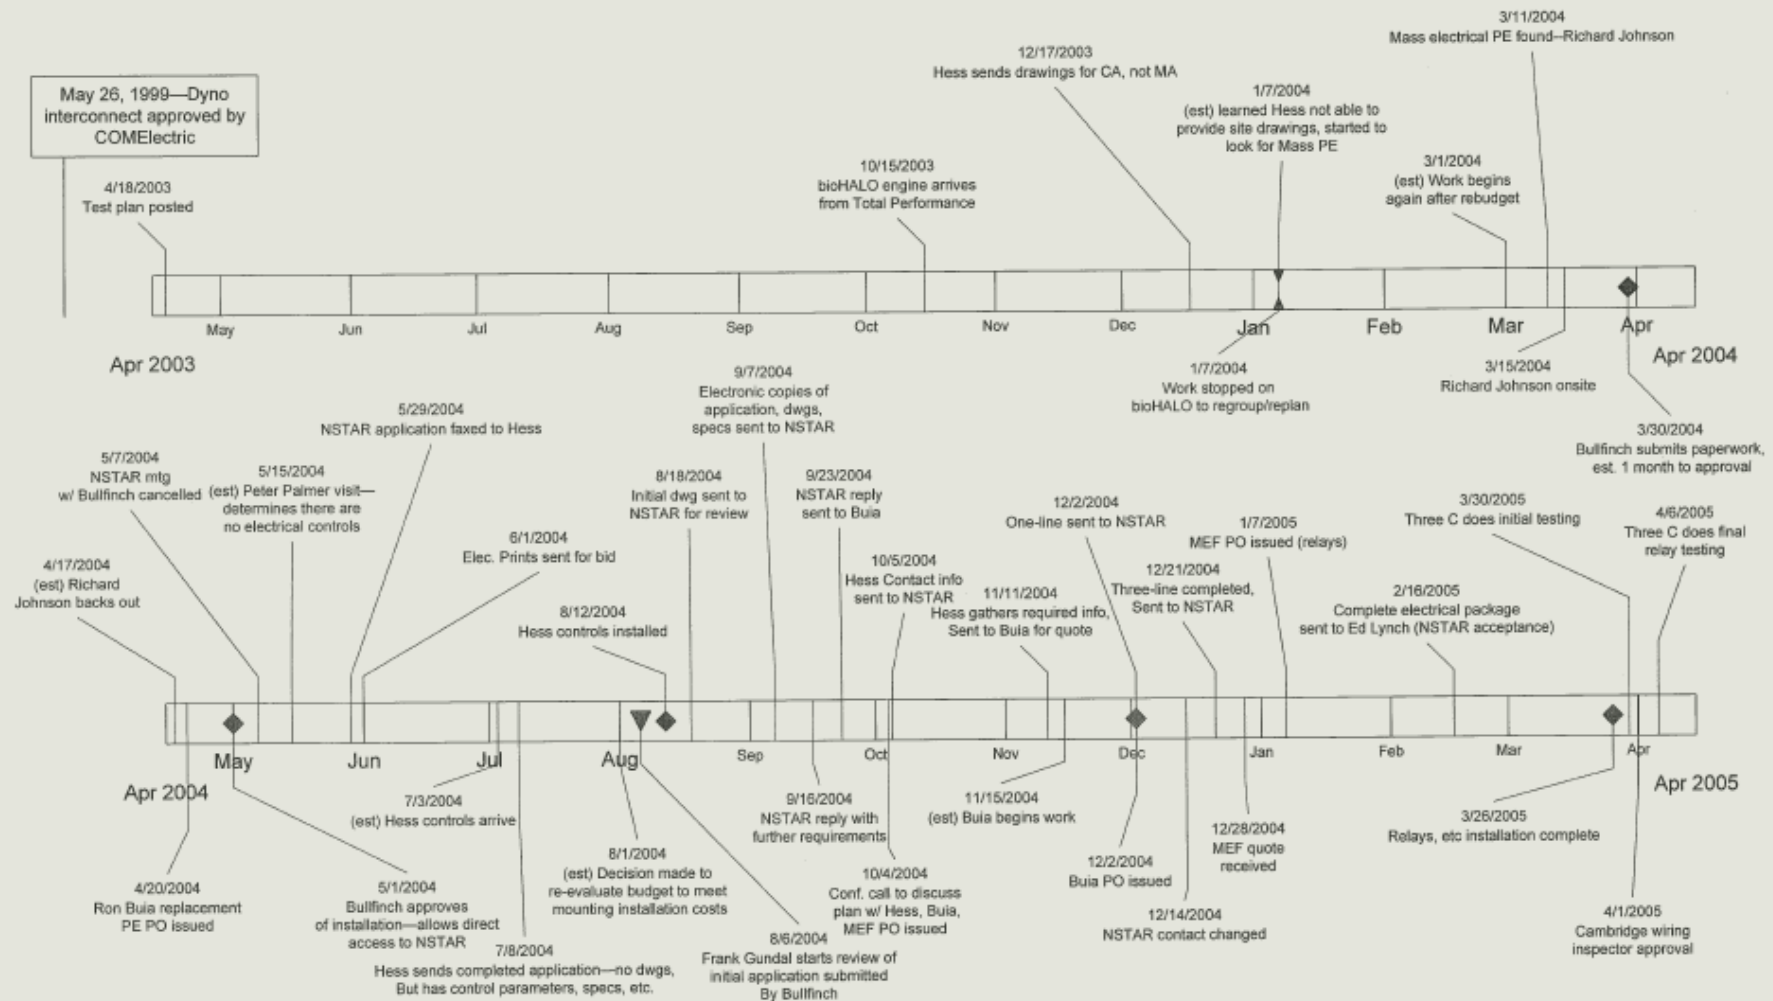 3/11/2004
Mass electrical PE found--Richard Johnson
12/17/2003
Hess sends drawings for CA, not MA
May 26, 1999—Dyno
interconnect approved by
COMElectric
1/7/2004
(est) learned Hess not able to
provide site drawings, started to
look for Mass PE
4/18/2003
Test plan posted
10/15/2003
bioHALO engine arrives
from Total Performance
3/1/2004
(est) Work begins
again after rebudget
May
Jun
Jul
Aug
Sep
Oct
Nov
Dec
Jan
Feb
Mar
Apr
Apr 2003
Apr 2004
1/7/2004
Work stopped on
bioHALO to regroup/replan
3/15/2004
Richard Johnson onsite
3/30/2004
Bullfinch submits paperwork,
est. 1 month to approval
4/17/2004
(est) Richard
Johnson backs out
5/7/2004
NSTAR mtg
w/ Bullfinch cancelled
5/15/2004
(est) Peter Palmer visit—
determines there are
no electrical controls
5/29/2004
NSTAR application faxed to Hess
6/1/2004
Elec. Prints sent for bid
8/12/2004
Hess controls installed
8/18/2004
Initial dwg sent to
NSTAR for review
9/7/2004
Electronic copies of
application, dwgs,
specs sent to NSTAR
9/23/2004
NSTAR reply
sent to Buia
10/5/2004
Hess Contact info
sent to NSTAR
11/11/2004
Hess gathers required info,
Sent to Buia for quote
12/2/2004
One-line sent to NSTAR
12/21/2004
Three-line completed,
Sent to NSTAR
1/7/2005
MEF PO issued (relays)
2/16/2005
Complete electrical package
sent to Ed Lynch (NSTAR acceptance)
3/30/2005
Three C does initial testing
4/6/2005
Three C does final
relay testing
May
Jun
Jul
Aug
Sep
Oct
Nov
Dec
Jan
Feb
Mar
Apr
Apr 2004
Apr 2005
4/20/2004
Ron Buia replacement
PE PO issued
5/1/2004
Bullfinch approves
of installation—allows direct
access to NSTAR
7/3/2004
(est) Hess controls arrive
7/8/2004
Hess sends completed application—no dwgs,
But has control parameters, specs, etc.
8/1/2004
(est) Decision made to
re-evaluate budget to meet
mounting installation costs
8/6/2004
Frank Gundal starts review of
initial application submitted
By Bullfinch
9/16/2004
NSTAR reply with
further requirements
10/4/2004
Conf. call to discuss
plan w/ Hess, Buia,
MEF PO issued
11/15/2004
(est) Buia begins work
12/2/2004
Buia PO issued
12/14/2004
NSTAR contact changed
12/28/2004
MEF quote
received
3/26/2005
Relays, etc installation complete
4/1/2005
Cambridge wiring
inspector approval